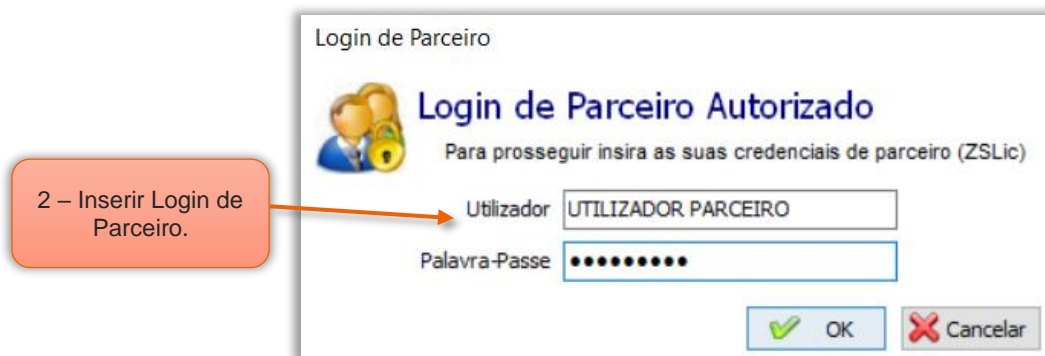 Login de Parceiro
Login de Parceiro Autorizado
Para prosseguir insira as suas credenciais de parceiro (ZSLic)
2 – Inserir Login de
Parceiro.
Utilizador UTILIZADOR PARCEIRO
Palavra-Passe •••••••••
OK Cancelar